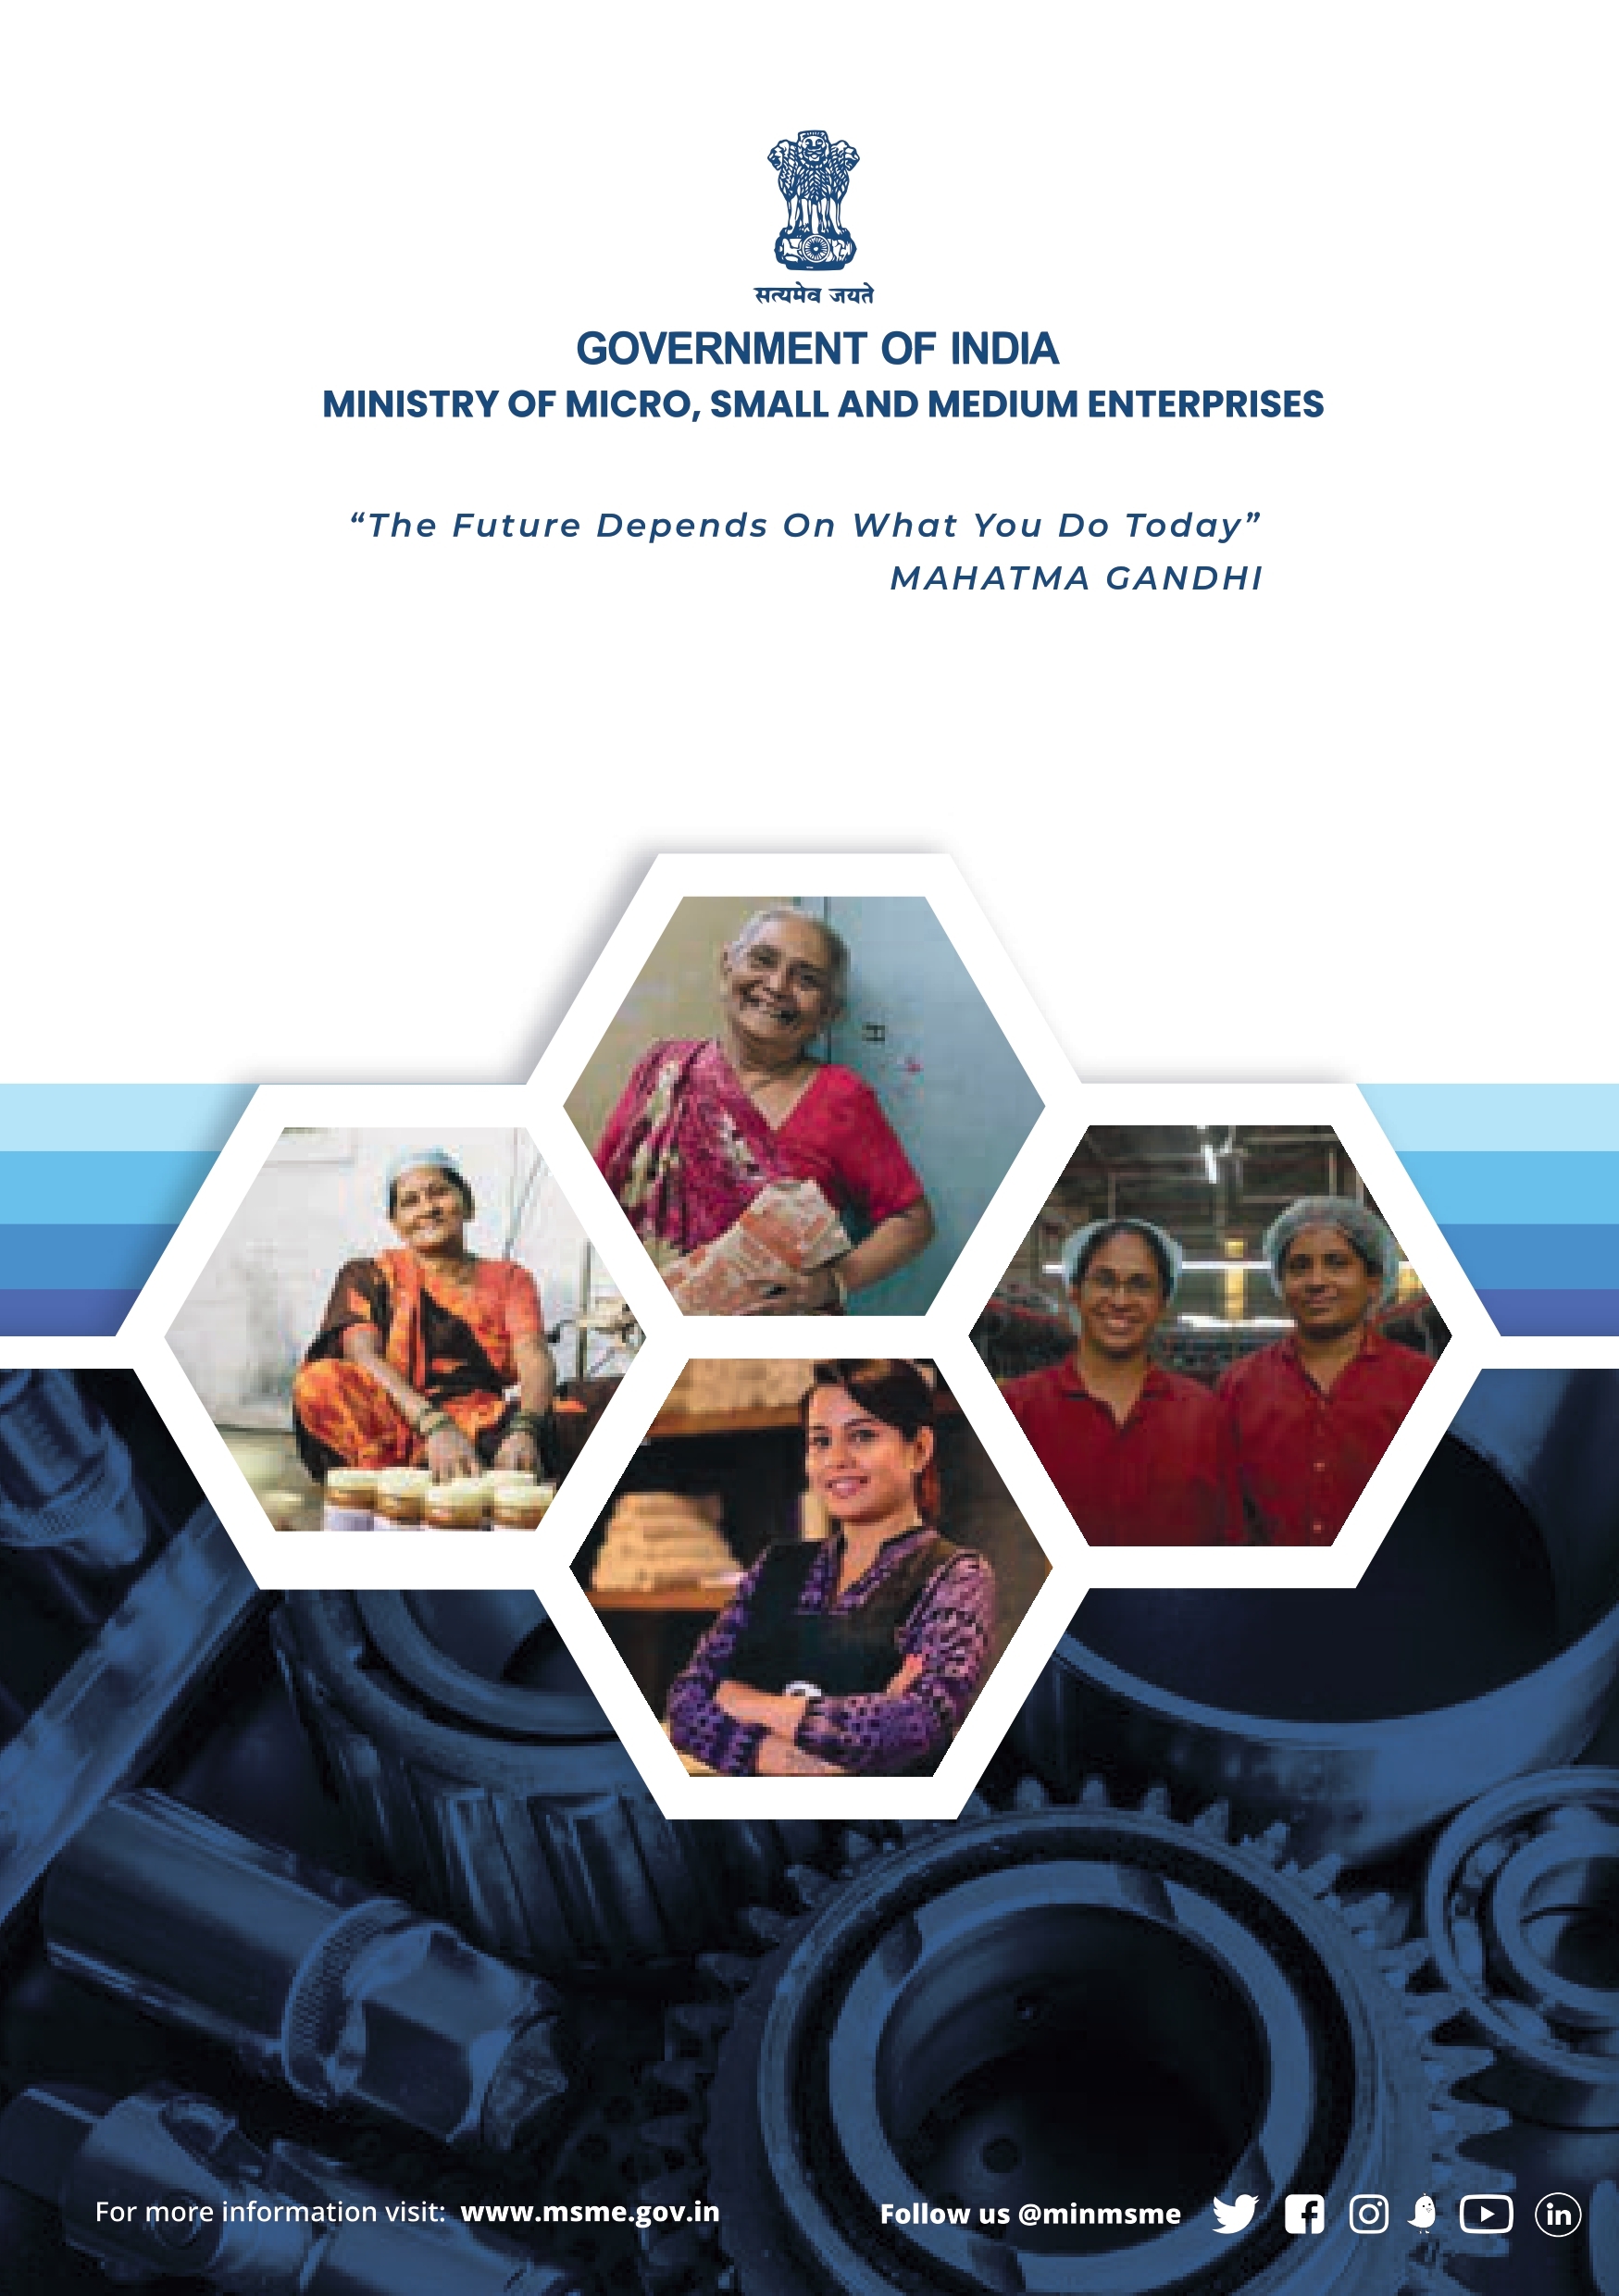 सत्यमेव जयते
GOVERNMENT OF INDIA
MINISTRY OF MICRO, SMALL AND MEDIUM ENTERPRISES
“The Future Depends On What You Do Today”
MAHATMA GANDHI
For more information visit: www.msme.gov.in
Follow us @minmsme
in